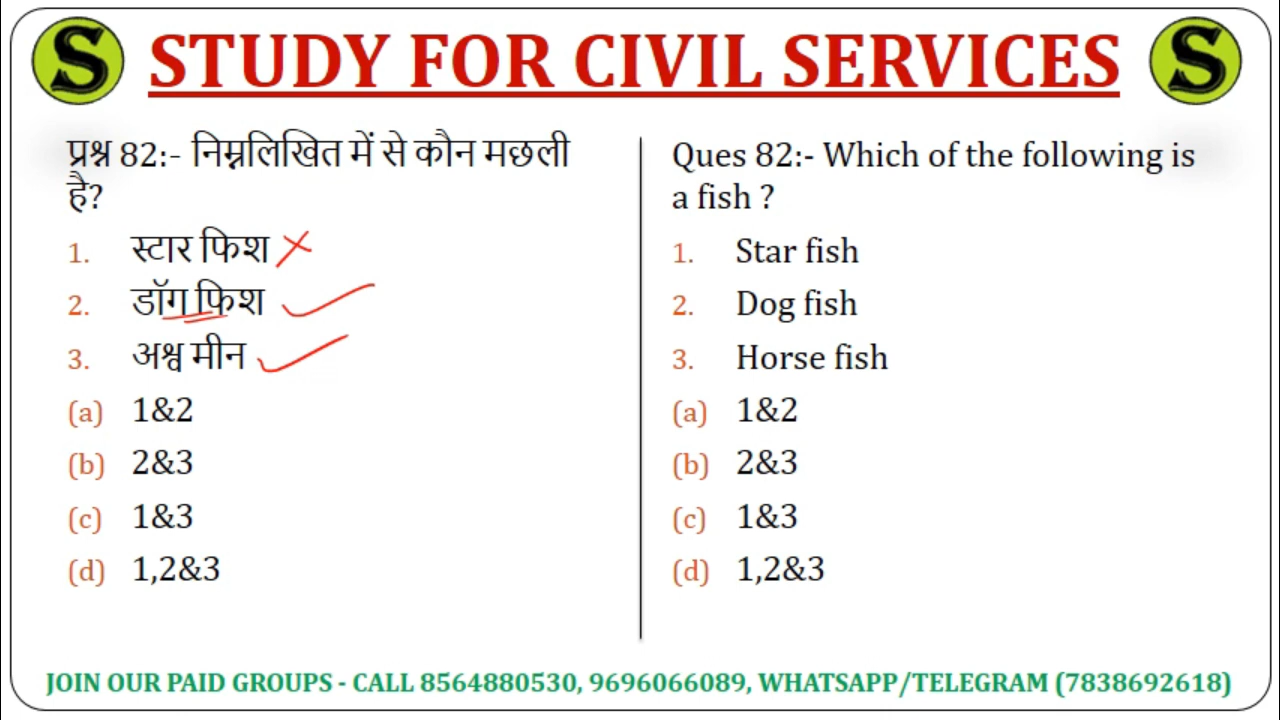 S STUDY FOR CIVIL SERVICES S
प्रश्न 82:- निम्नलिखित में से कौन मछली
है?
1. स्टार फिश
2. डॉग फिश
3. अश्व मीन
(a) 1&2
(b) 2&3
(c) 1&3
(d) 1,2&3
Ques 82:- Which of the following is
a fish ?
1. Star fish
2. Dog fish
3. Horse fish
(a) 1&2
(b) 2&3
(c) 1&3
(d) 1,2&3
JOIN OUR PAID GROUPS - CALL 8564880530, 9696066089, WHATSAPP/TELEGRAM (7838692618)